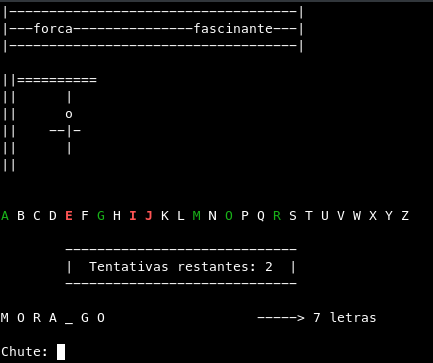 |------------------------------------|
|---forca---------------fascinante---|
|------------------------------------|
||==========
||      |
||      o
||    --|-
||      |
||
A B C D E F G H I J K L M N O P Q R S T U V W X Y Z
-----------------------------
|  Tentativas restantes: 2  |
-----------------------------
M O R A _ G O                   -----> 7 letras
Chute: